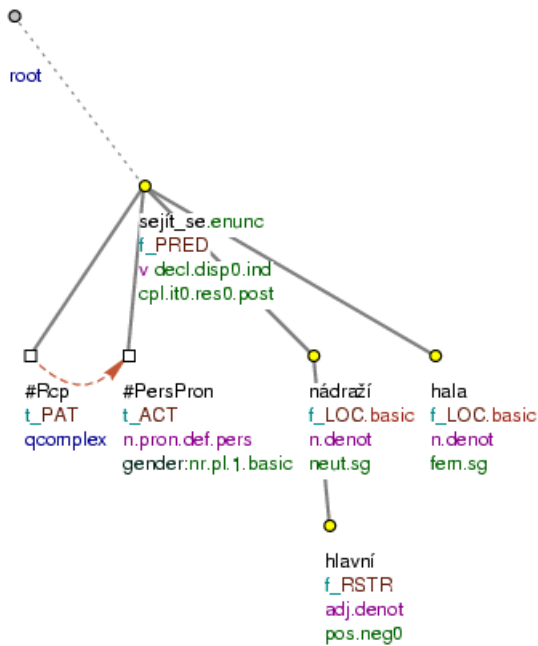 root
sejít_se.enunc
f_PRED
v decl.disp0.ind
cpl.it0.res0.post
#Rcp
t_PAT
qcomplex
#PersPron
t_ACT
n.pron.def.pers
gender:nr.pl.1.basic
nádraží
f_LOC.basic
n.denot
neut.sg
hala
f_LOC.basic
n.denot
fem.sg
hlavní
f_RSTR
adj.denot
pos.neg0